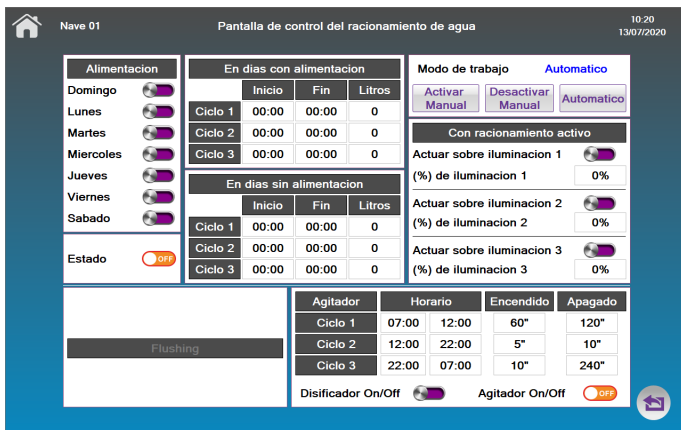 Nave 01
Pantalla de control del racionamiento de agua
10:20
13/07/2020
Alimentacion
Domingo
Lunes
Martes
Miercoles
Jueves
Viernes
Sabado
Estado
OFF
En dias con alimentacion
Inicio Fin Litros
Ciclo 1 00:00 00:00 0
Ciclo 2 00:00 00:00 0
Ciclo 3 00:00 00:00 0
En dias sin alimentacion
Inicio Fin Litros
Ciclo 1 00:00 00:00 0
Ciclo 2 00:00 00:00 0
Ciclo 3 00:00 00:00 0
Modo de trabajo Automatico
Activar
Manual
Desactivar
Manual
Automatico
Con racionamiento activo
Actuar sobre iluminacion 1
(%) de iluminacion 1 0%
Actuar sobre iluminacion 2
(%) de iluminacion 2 0%
Actuar sobre iluminacion 3
(%) de iluminacion 3 0%
Flushing
Agitador Horario Encendido Apagado
Ciclo 1 07:00 12:00 60" 120"
Ciclo 2 12:00 22:00 5" 10"
Ciclo 3 22:00 07:00 10" 240"
Disificador On/Off Agitador On/Off OFF